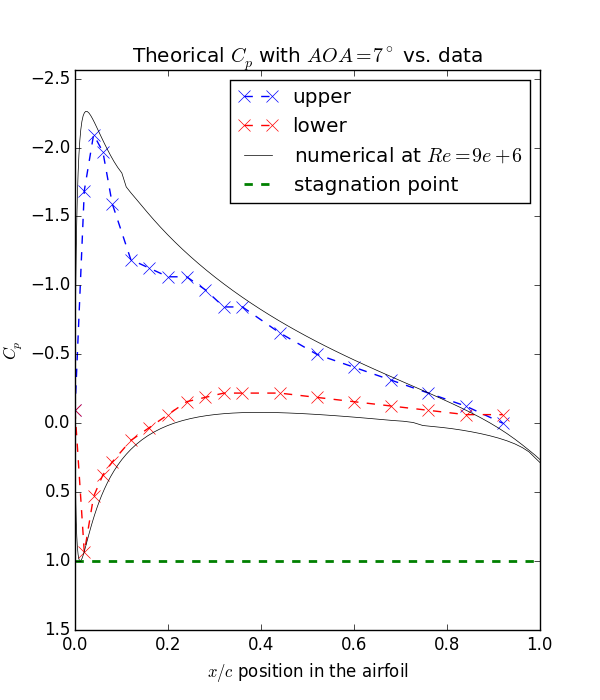 Theorical C_p with AOA=7° vs. data
−2.5
−2.0
−1.5
−1.0
−0.5
0.0
0.5
1.0
1.5
C_p
upper
lower
numerical at Re=9e+6
stagnation point
0.0 0.2 0.4 0.6 0.8 1.0
x/c position in the airfoil